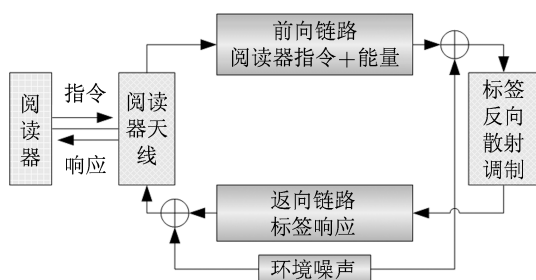 前向链路
阅读器指令+能量
阅
读
器
指令
响应
阅读
器天
线
标签
反向
散射
调制
返向链路
标签响应
环境噪声